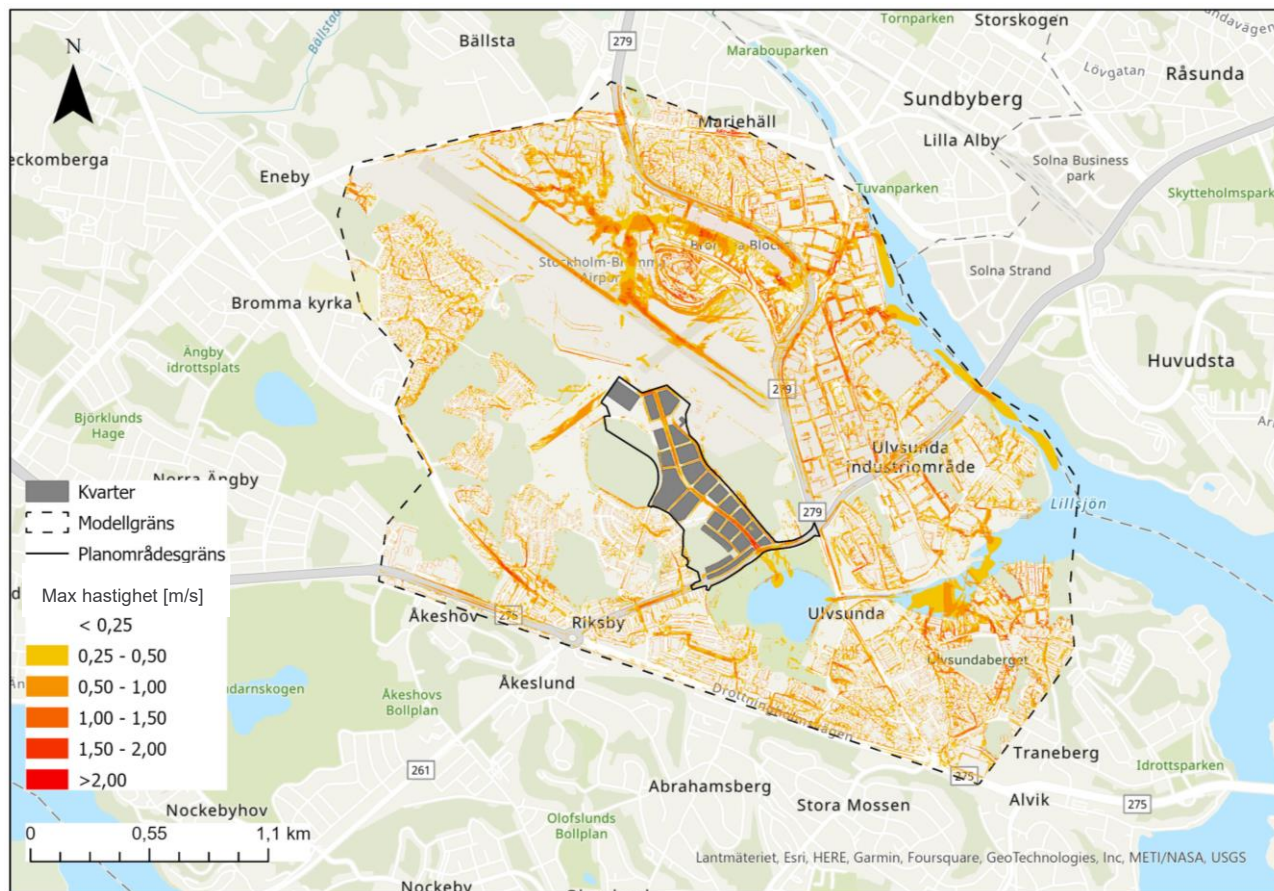 Tornparken
Storskogen
279
Bällsta
Marabouparken
Lövgatan
Råsunda
N
Sundbyberg
Mariehäll
Lilla Alby
eckomberga
Solna Business
park
Eneby
Tuvanparken
Skytteholmspark
Stockholm-Bromma
Airport
Solna Strand
Bromma kyrka
Ängby
idrottsplats
Huvudsta
279
Björklunds
Hage
Ulvsunda
industriområde
Norra Ängby
Lillsjön
279
Kvarter
Modellgräns
Planområdesgräns
Max hastighet [m/s]
< 0,25
0,25 - 0,50
0,50 - 1,00
1,00 - 1,50
1,50 - 2,00
>2,00
Åkeshov
275
Riksby
Ulvsunda
Ulvsundaberget
Åkeslund
ndarnskogen
Åkeshovs
Bollplan
Drottningholmsvägen
Traneberg
Idrottsparken
261
275
Abrahamsberg
Alvik
275
Stora Mossen
Nockebyhov
Olofslunds
Bollplan
0
0,55
1,1 km
Lantmäteriet, Esri, HERE, Garmin, Foursquare, GeoTechnologies, Inc, METI/NASA, USGS
Nockeby